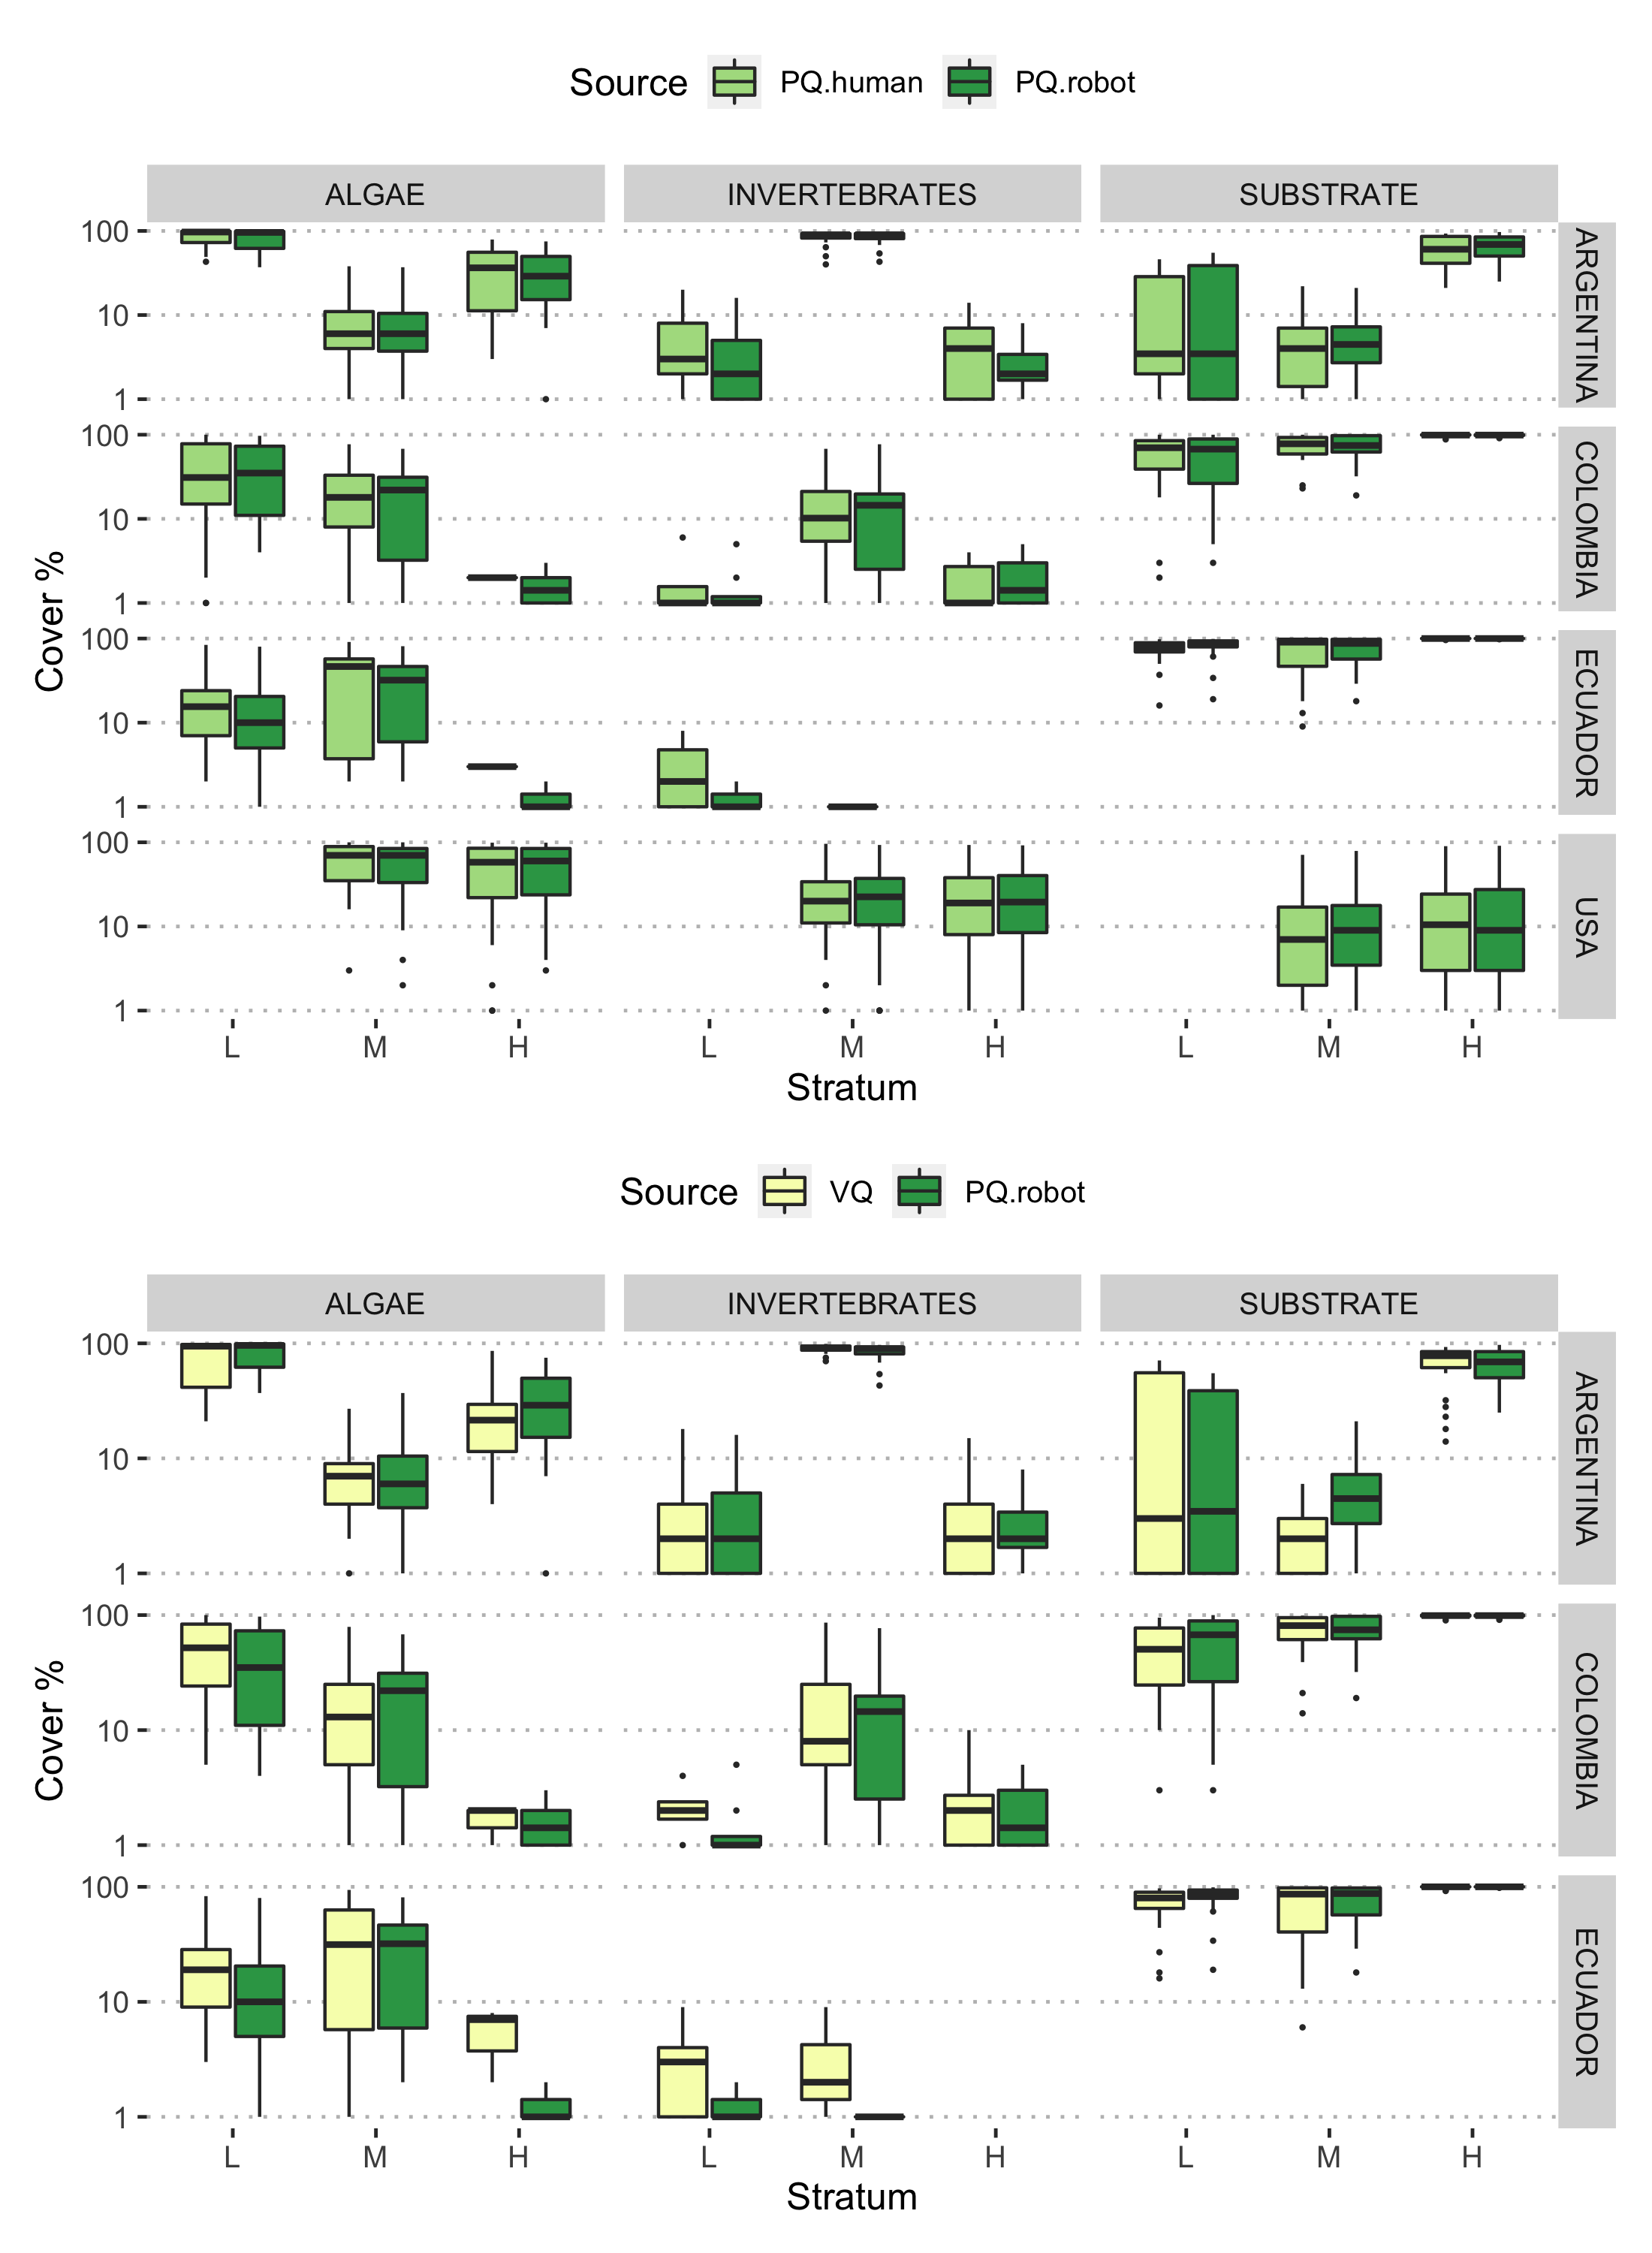 Source PQ.human PQ.robot
ALGAE INVERTEBRATES SUBSTRATE
100
10
1
ARGENTINA
100
10
1
COLOMBIA
Cover %
100
10
1
ECUADOR
100
10
1
USA
L M H L M H L M H
Stratum
Source VQ PQ.robot
ALGAE INVERTEBRATES SUBSTRATE
100
10
1
ARGENTINA
100
10
1
COLOMBIA
Cover %
100
10
1
ECUADOR
L M H L M H L M H
Stratum